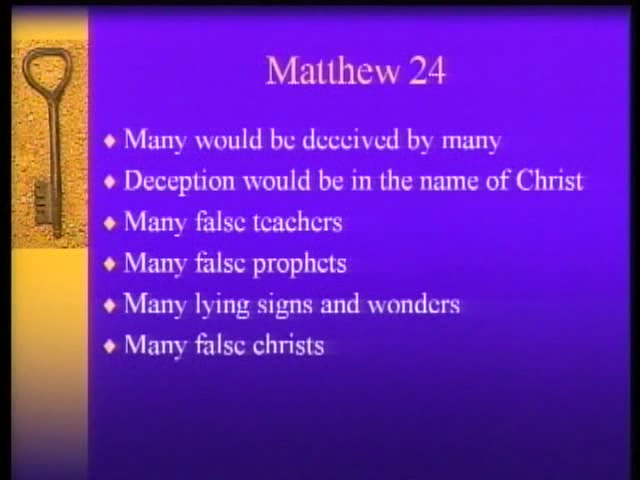 Matthew 24
Many would be deceived by many
Deception would be in the name of Christ
Many false teachers
Many false prophets
Many lying signs and wonders
Many false christs